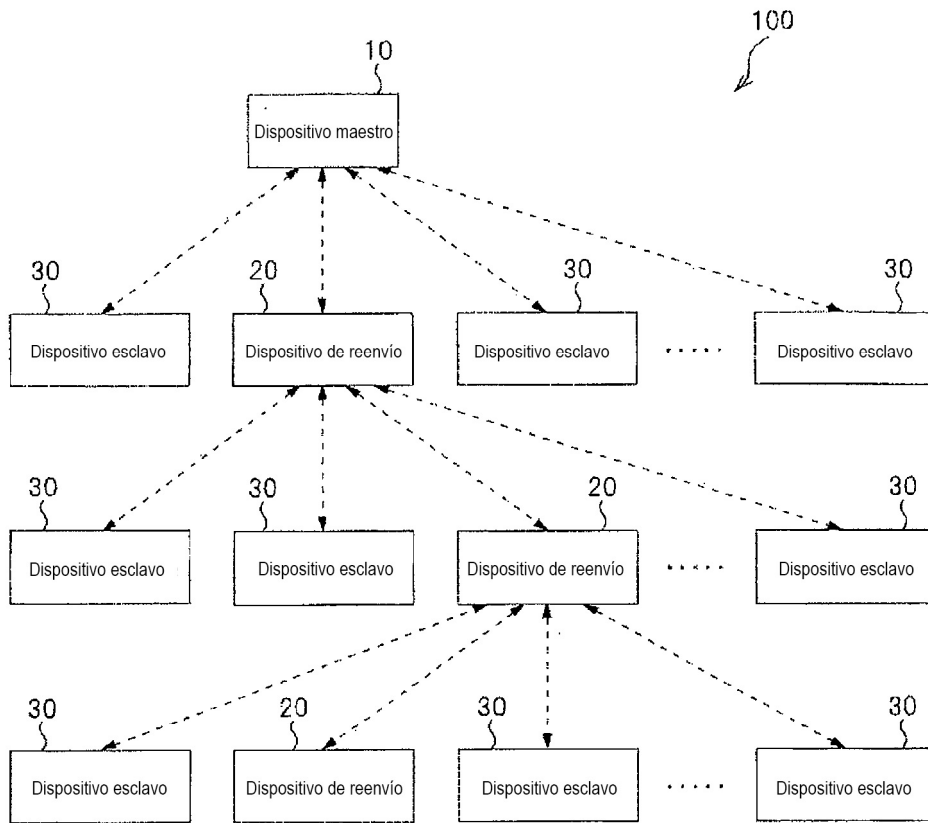 100
10
Dispositivo maestro
30 20 30 30
Dispositivo esclavo Dispositivo de reenvío Dispositivo esclavo ····· Dispositivo esclavo
30 30 20 30
Dispositivo esclavo Dispositivo esclavo Dispositivo de reenvío ····· Dispositivo esclavo
30 20 30 30
Dispositivo esclavo Dispositivo de reenvío Dispositivo esclavo ····· Dispositivo esclavo